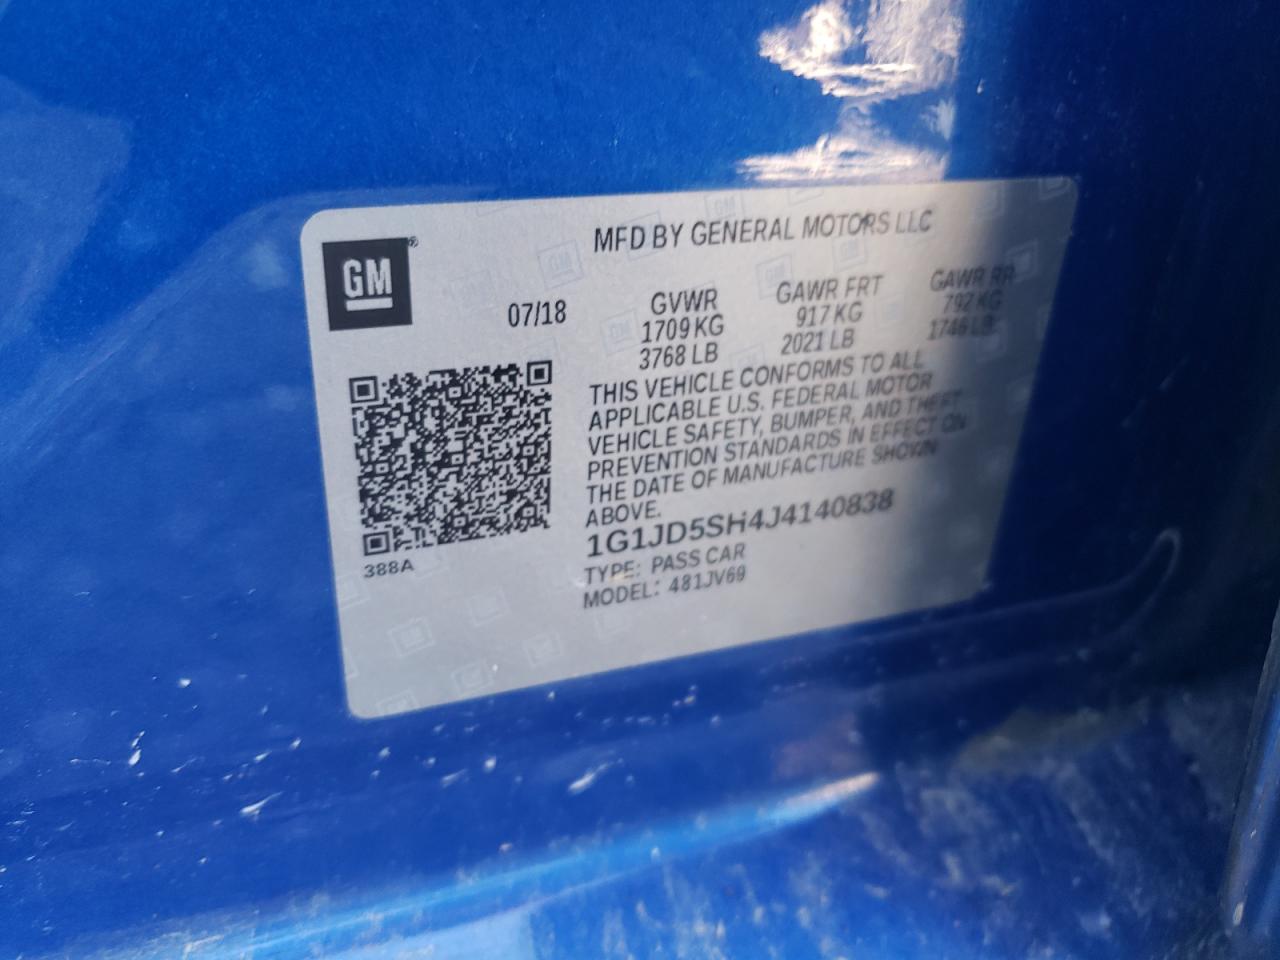 GM®
MFD BY GENERAL MOTORS LLC
07/18
GVWR GAWR FRT GAWR RR
1709 KG 917 KG 792 KG
3768 LB 2021 LB 1746 LB
THIS VEHICLE CONFORMS TO ALL
APPLICABLE U.S. FEDERAL MOTOR
VEHICLE SAFETY, BUMPER, AND THEFT
PREVENTION STANDARDS IN EFFECT ON
THE DATE OF MANUFACTURE SHOWN
ABOVE.
1G1JD5SH4J4140838
TYPE: PASS CAR
MODEL: 481JV69
388A